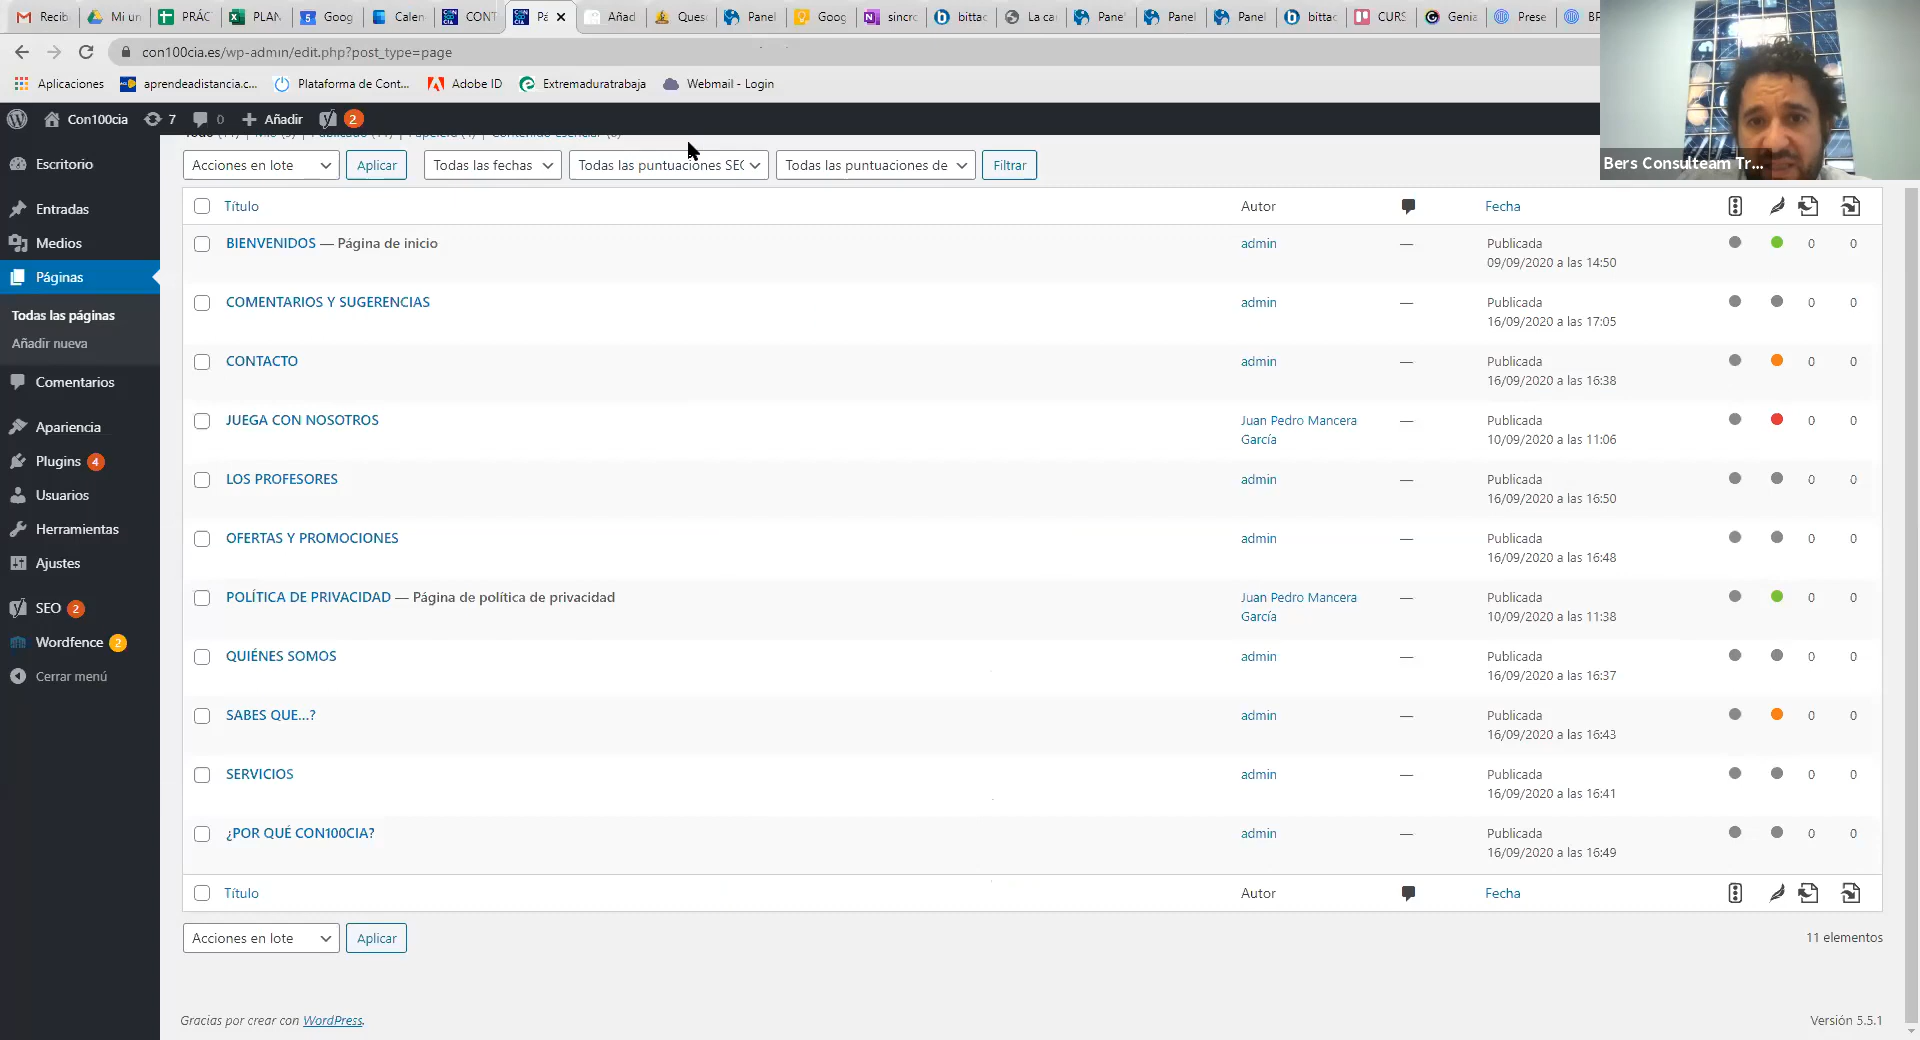 Recib
Mi un
PRÁC
PLAN
Goog
Calen
CONT
Pá
Añad
Ques
Panel
Goog
sincro
bittac
La ca
Pane
Panel
Panel
bittac
CURS
Genia
Prese
BP
con100cia.es/wp-admin/edit.php?post_type=page
Aplicaciones
aprendeadistancia.c...
Plataforma de Cont...
Adobe ID
Extremaduratrabaja
Webmail - Login
Con100cia 7 0 Añadir 2
Bers Consulteam Tr...
Escritorio
Entradas
Medios
Páginas
Todas las páginas
Añadir nueva
Comentarios
Apariencia
Plugins 4
Usuarios
Herramientas
Ajustes
SEO 2
Wordfence 2
Cerrar menú
Acciones en lote Aplicar Todas las fechas Todas las puntuaciones SEO Todas las puntuaciones de Filtrar
Título Autor Fecha
BIENVENIDOS — Página de inicio admin — Publicada 0 0
09/09/2020 a las 14:50
COMENTARIOS Y SUGERENCIAS admin — Publicada 0 0
16/09/2020 a las 17:05
CONTACTO admin — Publicada 0 0
16/09/2020 a las 16:38
JUEGA CON NOSOTROS Juan Pedro Mancera — Publicada 0 0
García 10/09/2020 a las 11:06
LOS PROFESORES admin — Publicada 0 0
16/09/2020 a las 16:50
OFERTAS Y PROMOCIONES admin — Publicada 0 0
16/09/2020 a las 16:48
POLÍTICA DE PRIVACIDAD — Página de política de privacidad Juan Pedro Mancera — Publicada 0 0
García 10/09/2020 a las 11:38
QUIÉNES SOMOS admin — Publicada 0 0
16/09/2020 a las 16:37
SABES QUE...? admin — Publicada 0 0
16/09/2020 a las 16:43
SERVICIOS admin — Publicada 0 0
16/09/2020 a las 16:41
¿POR QUÉ CON100CIA? admin — Publicada 0 0
16/09/2020 a las 16:49
Título Autor Fecha
Acciones en lote Aplicar 11 elementos
Gracias por crear con WordPress. Versión 5.5.1